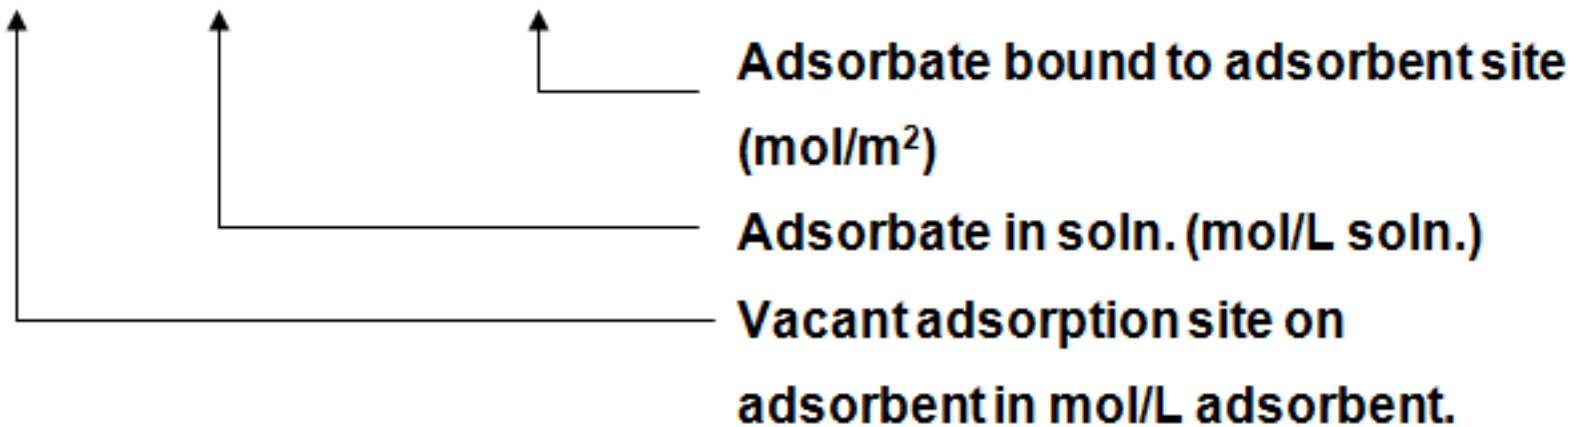 Adsorbate bound to adsorbent site
(mol/m²)
Adsorbate in soln. (mol/L soln.)
Vacant adsorption site on
adsorbent in mol/L adsorbent.